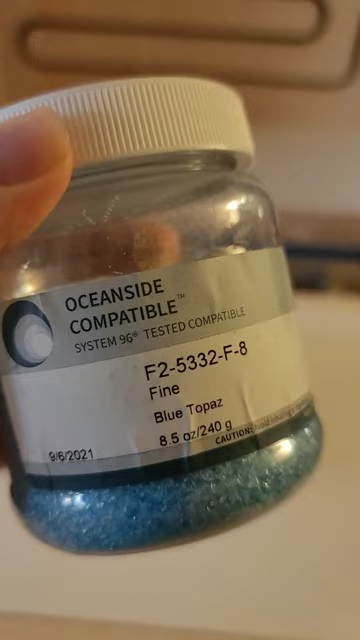 OCEANSIDE
COMPATIBLE™
SYSTEM 96® TESTED COMPATIBLE
F2-5332-F-8
Fine
Blue Topaz
8.5 oz/240 g
9/6/2021
CAUTION: Avoid